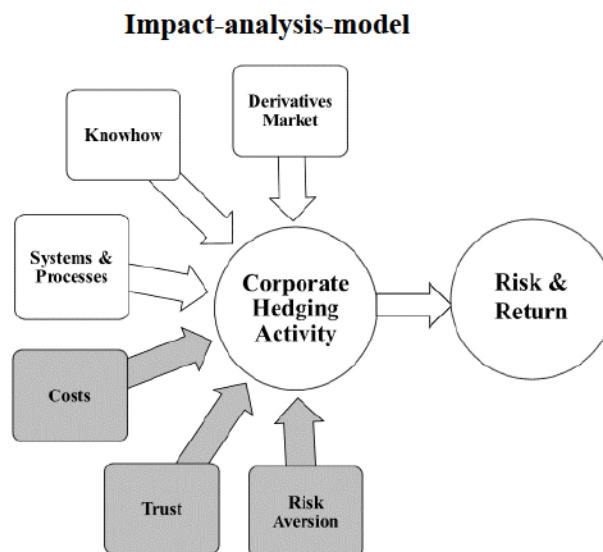 Impact-analysis-model
Derivatives
Market
Knowhow
Systems &
Processes
Corporate
Hedging
Activity
Risk &
Return
Costs
Trust
Risk
Aversion